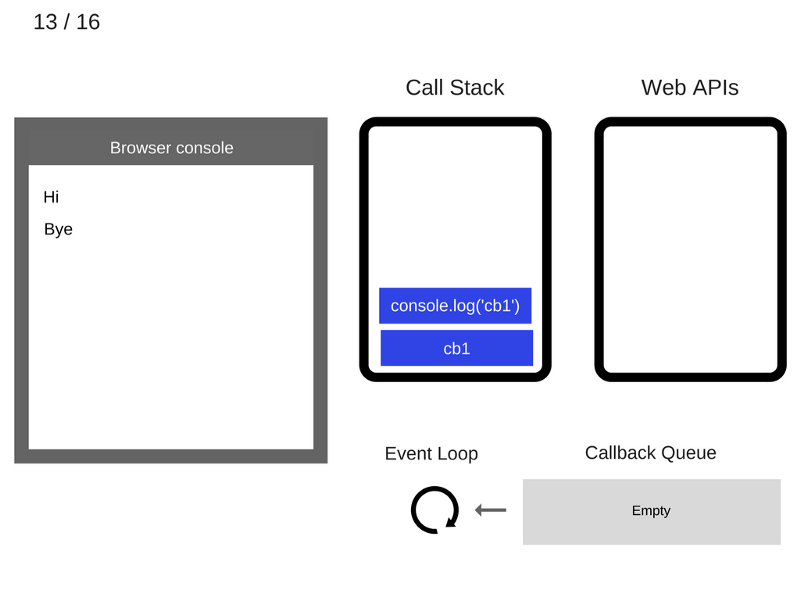 13 / 16
Call Stack
Web APIs
Browser console
Hi
Bye
console.log('cb1')
cb1
Event Loop
Callback Queue
Empty